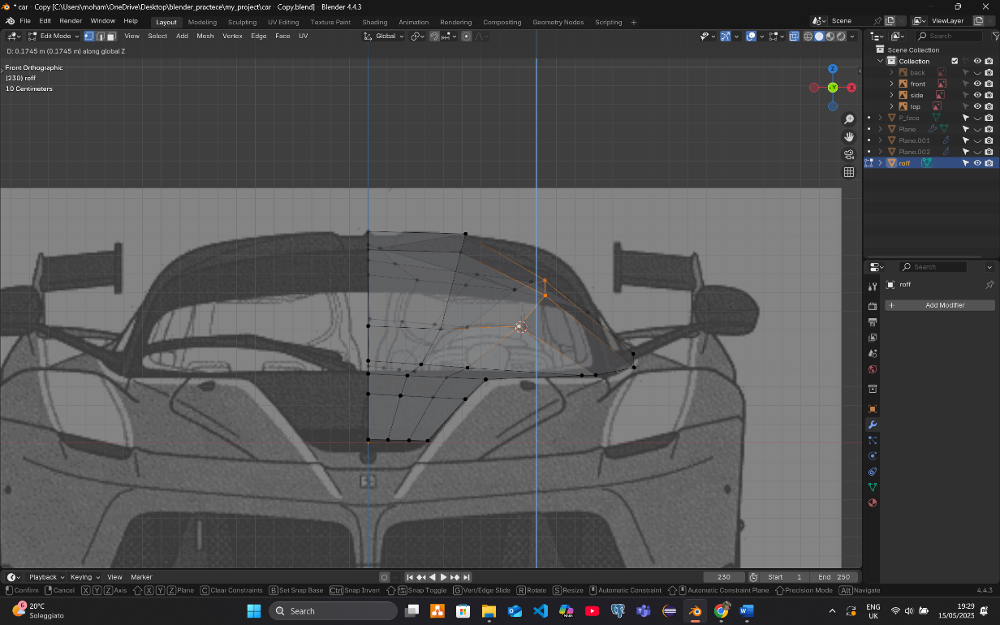 * car - Copy [C:\Users\moham\OneDrive\Desktop\blender_practece\my_project\car - Copy.blend] - Blender 4.4.3
File Edit Render Window Help Layout Modeling Sculpting UV Editing Texture Paint Shading Animation Rendering Compositing Geometry Nodes Scripting + Scene ViewLayer
Edit Mode View Select Add Mesh Vertex Edge Face UV Global Search
D: 0.1745 m (0.1745 m) along global Z
Front Orthographic
(230) roff
10 Centimeters
Z
-Y X
Scene Collection
Collection
back
front
side
top
P_face
Plane
Plane.001
Plane.002
roff
Search
roff
+ Add Modifier
Playback Keying View Marker 230 Start 1 End 250
Confirm Cancel X Y Z Axis X Y Z Plane C Clear Constraints B Set Snap Base Ctrl Snap Invert Snap Toggle G Vert/Edge Slide R Rotate S Resize Automatic Constraint Automatic Constraint Plane Precision Mode Alt Navigate 4.4.3
6 20°C
Soleggiato
Search
ENG
UK
19:29
15/05/2025